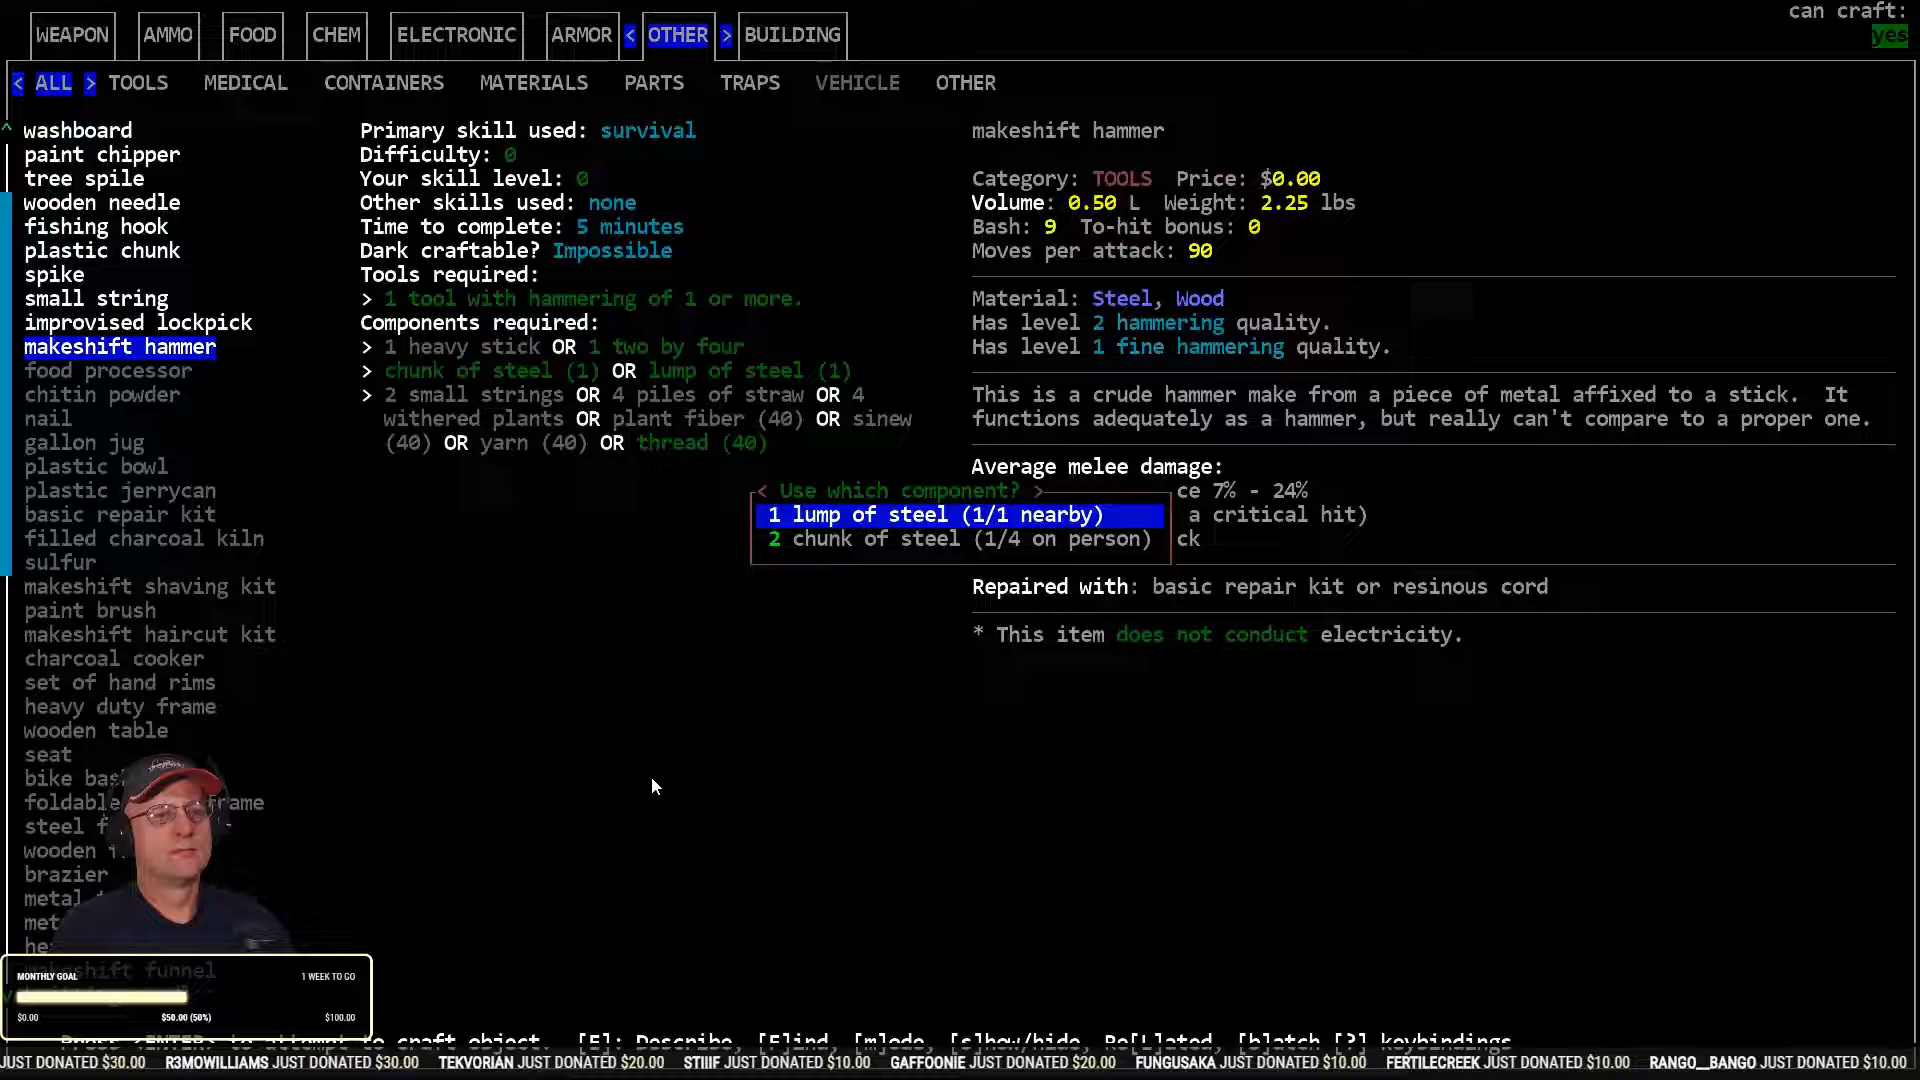 can craft:
WEAPON AMMO FOOD CHEM ELECTRONIC ARMOR < OTHER > BUILDING
yes
< ALL > TOOLS MEDICAL CONTAINERS MATERIALS PARTS TRAPS VEHICLE OTHER
^ washboard
paint chipper
tree spile
wooden needle
fishing hook
plastic chunk
spike
small string
improvised lockpick
makeshift hammer
food processor
chitin powder
nail
gallon jug
plastic bowl
plastic jerrycan
basic repair kit
filled charcoal kiln
sulfur
makeshift shaving kit
paint brush
makeshift haircut kit
charcoal cooker
set of hand rims
heavy duty frame
wooden table
seat
bike bas
foldable rame
steel f
wooden
brazier
metal
met
he
makeshift funnel
Primary skill used: survival
Difficulty: 0
Your skill level: 0
Other skills used: none
Time to complete: 5 minutes
Dark craftable? Impossible
Tools required:
> 1 tool with hammering of 1 or more.
Components required:
> 1 heavy stick OR 1 two by four
> chunk of steel (1) OR lump of steel (1)
> 2 small strings OR 4 piles of straw OR 4
withered plants OR plant fiber (40) OR sinew
(40) OR yarn (40) OR thread (40)
makeshift hammer
Category: TOOLS Price: $0.00
Volume: 0.50 L Weight: 2.25 lbs
Bash: 9 To-hit bonus: 0
Moves per attack: 90
Material: Steel, Wood
Has level 2 hammering quality.
Has level 1 fine hammering quality.
This is a crude hammer make from a piece of metal affixed to a stick. It
functions adequately as a hammer, but really can't compare to a proper one.
Average melee damage:
ce 7% - 24%
a critical hit)
ck
< Use which component? >
1 lump of steel (1/1 nearby)
2 chunk of steel (1/4 on person)
Repaired with: basic repair kit or resinous cord
* This item does not conduct electricity.
MONTHLY GOAL 1 WEEK TO GO
$0.00 $50.00 (50%) $100.00
Press <ENTER> to attempt to craft object. [E]: Describe, [F]ind, [m]ode, [s]how/hide, Re[L]ated, [b]atch [?] keybindings
JUST DONATED $30.00 R3MOWILLIAMS JUST DONATED $30.00 TEKVORIAN JUST DONATED $20.00 STIIIF JUST DONATED $10.00 GAFFOONIE JUST DONATED $20.00 FUNGUSAKA JUST DONATED $10.00 FERTILECREEK JUST DONATED $10.00 RANGO__BANGO JUST DONATED $10.00